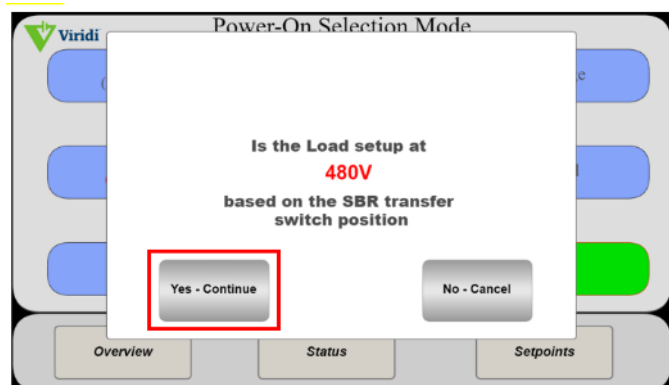 Viridi
Power-On Selection Mode
Is the Load setup at
480V
based on the SBR transfer
switch position
Yes - Continue
No - Cancel
Overview
Status
Setpoints